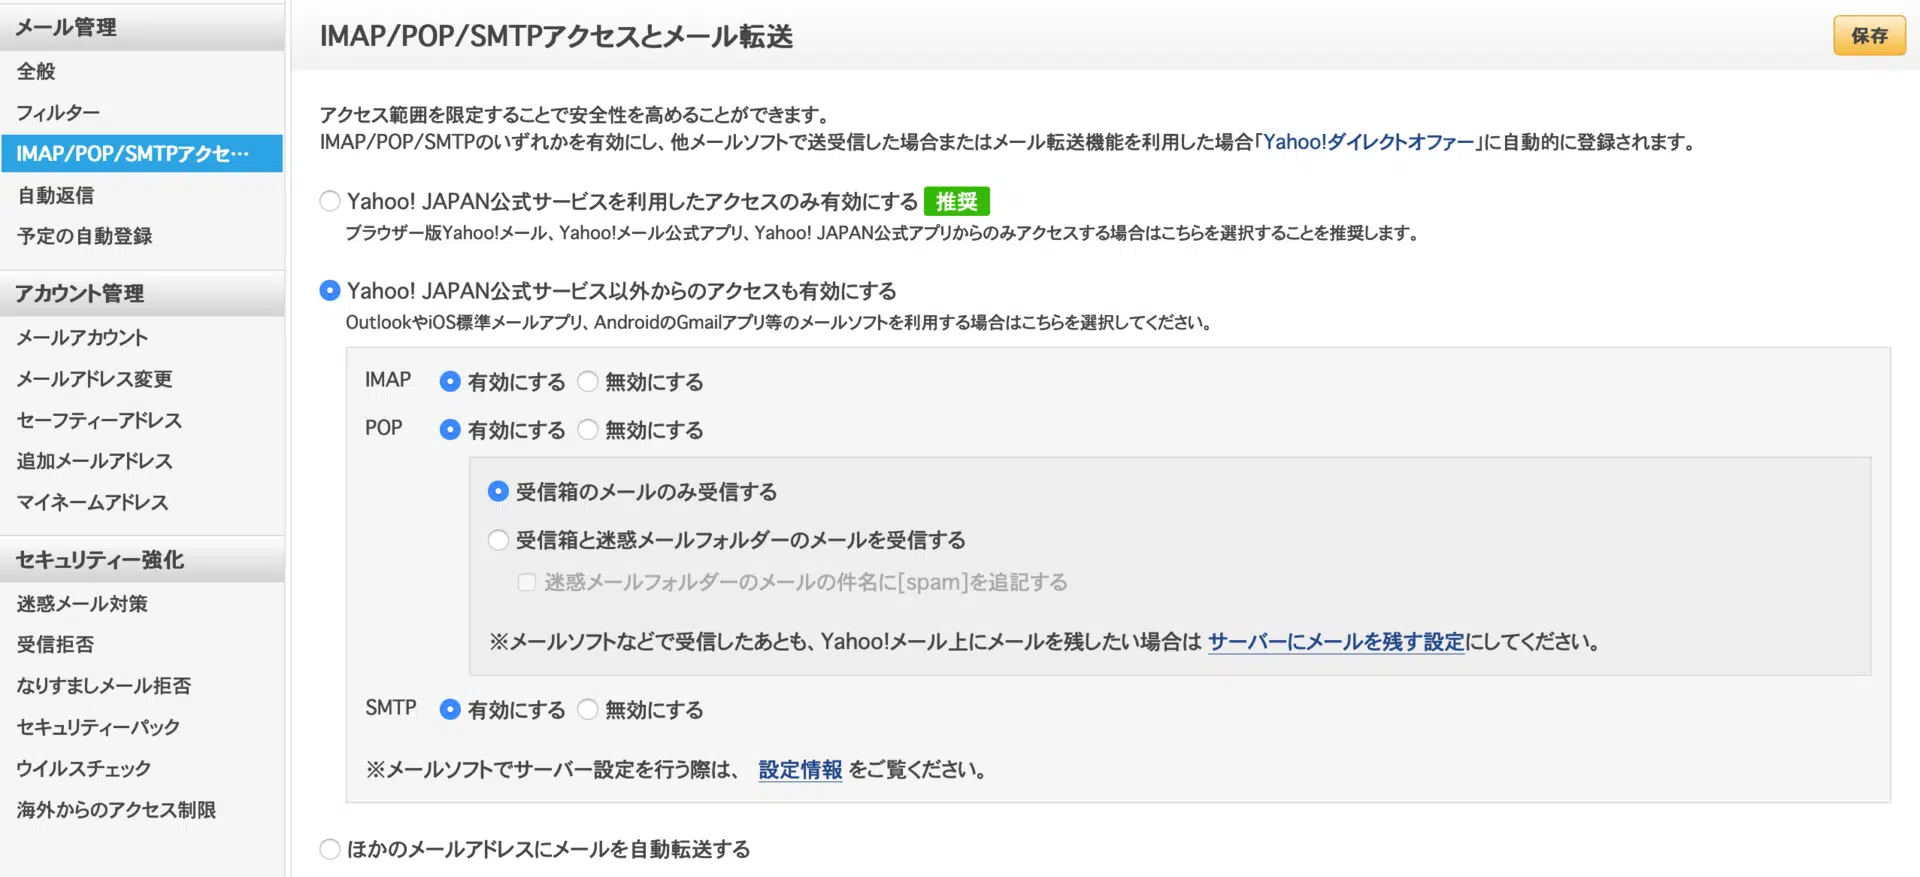 メール管理
全般
フィルター
IMAP/POP/SMTPアクセ…
自動返信
予定の自動登録
アカウント管理
メールアカウント
メールアドレス変更
セーフティーアドレス
追加メールアドレス
マイネームアドレス
セキュリティー強化
迷惑メール対策
受信拒否
なりすましメール拒否
セキュリティーパック
ウイルスチェック
海外からのアクセス制限
IMAP/POP/SMTPアクセスとメール転送
保存
アクセス範囲を限定することで安全性を高めることができます。
IMAP/POP/SMTPのいずれかを有効にし、他メールソフトで送受信した場合またはメール転送機能を利用した場合「Yahoo!ダイレクトオファー」に自動的に登録されます。
Yahoo! JAPAN公式サービスを利用したアクセスのみ有効にする 推奨
ブラウザー版Yahoo!メール、Yahoo!メール公式アプリ、Yahoo! JAPAN公式アプリからのみアクセスする場合はこちらを選択することを推奨します。
Yahoo! JAPAN公式サービス以外からのアクセスも有効にする
OutlookやiOS標準メールアプリ、AndroidのGmailアプリ等のメールソフトを利用する場合はこちらを選択してください。
IMAP 有効にする 無効にする
POP 有効にする 無効にする
受信箱のメールのみ受信する
受信箱と迷惑メールフォルダーのメールを受信する
迷惑メールフォルダーのメールの件名に[spam]を追記する
※メールソフトなどで受信したあとも、Yahoo!メール上にメールを残したい場合は サーバーにメールを残す設定にしてください。
SMTP 有効にする 無効にする
※メールソフトでサーバー設定を行う際は、 設定情報 をご覧ください。
ほかのメールアドレスにメールを自動転送する